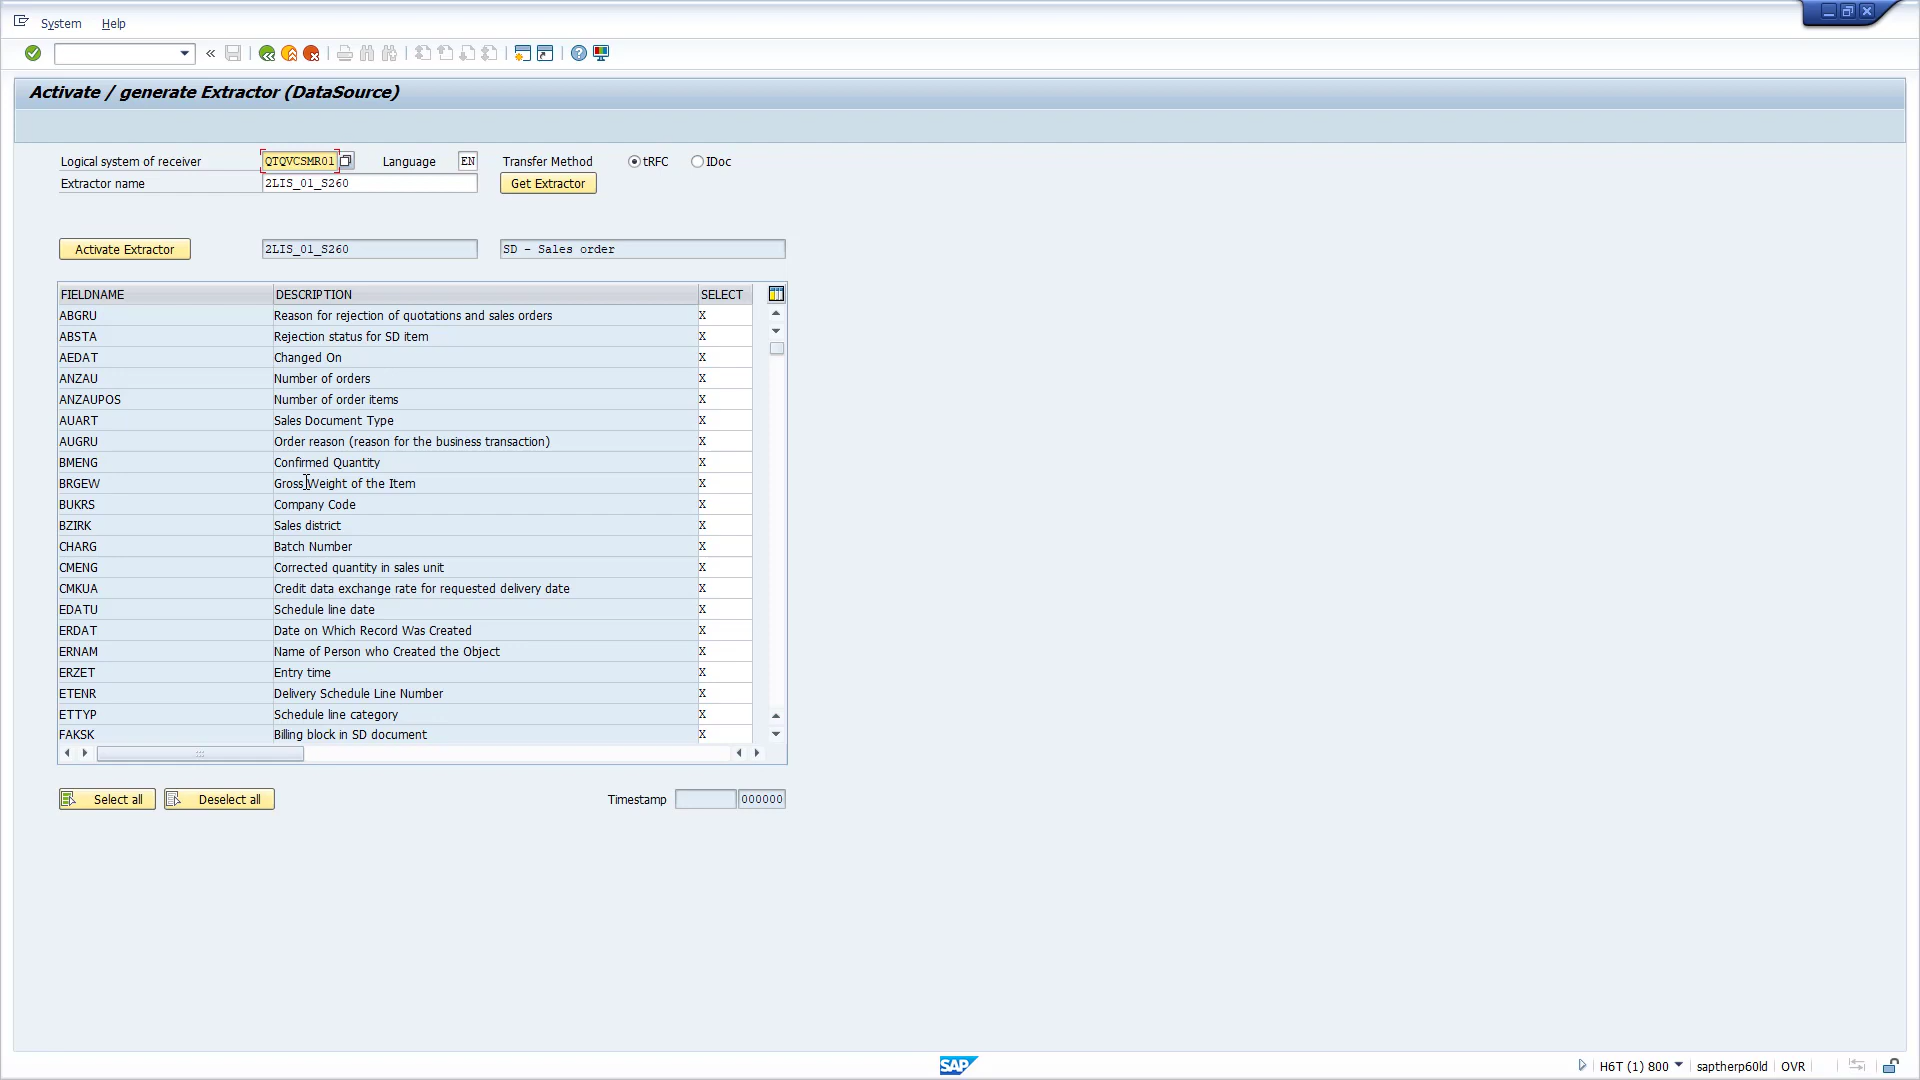 System Help
Activate / generate Extractor (DataSource)
Logical system of receiver QTQVCSMR01 Language EN Transfer Method tRFC IDoc
Extractor name 2LIS_01_S260 Get Extractor
Activate Extractor 2LIS_01_S260 SD - Sales order
FIELDNAME DESCRIPTION SELECT
ABGRU Reason for rejection of quotations and sales orders X
ABSTA Rejection status for SD item X
AEDAT Changed On X
ANZAU Number of orders X
ANZAUPOS Number of order items X
AUART Sales Document Type X
AUGRU Order reason (reason for the business transaction) X
BMENG Confirmed Quantity X
BRGEW Gross Weight of the Item X
BUKRS Company Code X
BZIRK Sales district X
CHARG Batch Number X
CMENG Corrected quantity in sales unit X
CMKUA Credit data exchange rate for requested delivery date X
EDATU Schedule line date X
ERDAT Date on Which Record Was Created X
ERNAM Name of Person who Created the Object X
ERZET Entry time X
ETENR Delivery Schedule Line Number X
ETTYP Schedule line category X
FAKSK Billing block in SD document X
Select all Deselect all Timestamp 000000
SAP H6T (1) 800 saptherp60ld OVR